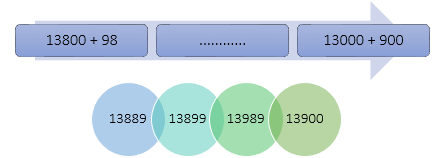 13800 + 98 ............ 13000 + 900
13889 13899 13989 13900